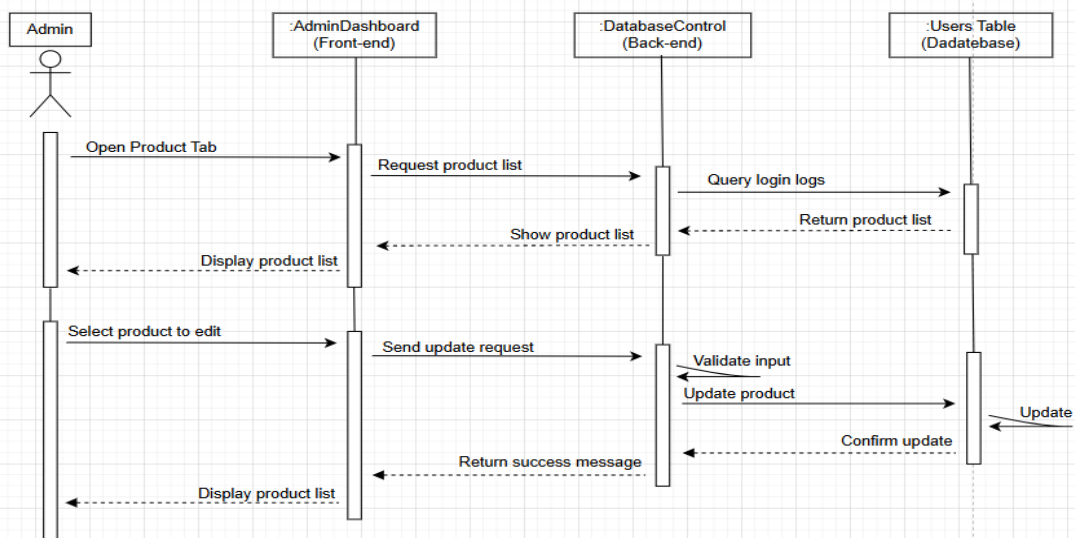 Admin
:AdminDashboard
(Front-end)
:DatabaseControl
(Back-end)
:Users Table
(Dadatebase)
Open Product Tab
Request product list
Query login logs
Return product list
Show product list
Display product list
Select product to edit
Send update request
Validate input
Update product
Update
Confirm update
Return success message
Display product list